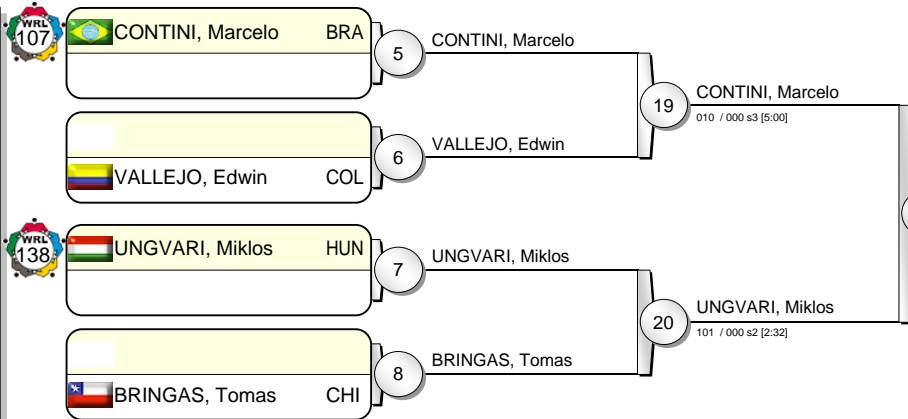 WRL
107
CONTINI, Marcelo BRA
5
CONTINI, Marcelo
19
CONTINI, Marcelo
010 / 000 s3 [5:00]
VALLEJO, Edwin COL
6
VALLEJO, Edwin
WRL
138
UNGVARI, Miklos HUN
7
UNGVARI, Miklos
20
UNGVARI, Miklos
101 / 000 s2 [2:32]
BRINGAS, Tomas CHI
8
BRINGAS, Tomas